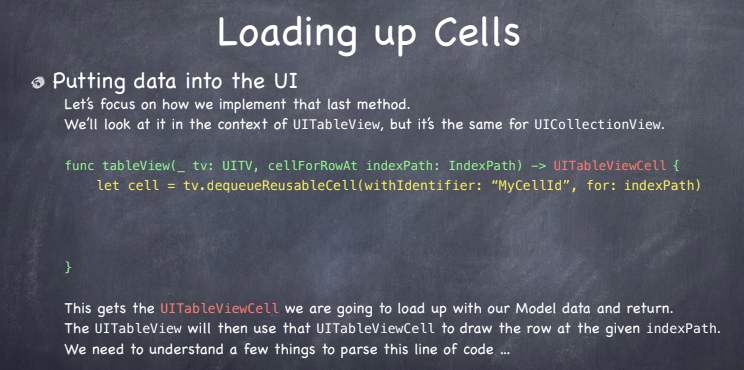 Loading up Cells
Putting data into the UI
Let's focus on how we implement that last method.
We'll look at it in the context of UITableView, but it's the same for UICollectionView.
func tableView(_ tv: UITV, cellForRowAt indexPath: IndexPath) -> UITableViewCell {
let cell = tv.dequeueReusableCell(withIdentifier: “MyCellId”, for: indexPath)
}
This gets the UITableViewCell we are going to load up with our Model data and return.
The UITableView will then use that UITableViewCell to draw the row at the given indexPath.
We need to understand a few things to parse this line of code ...